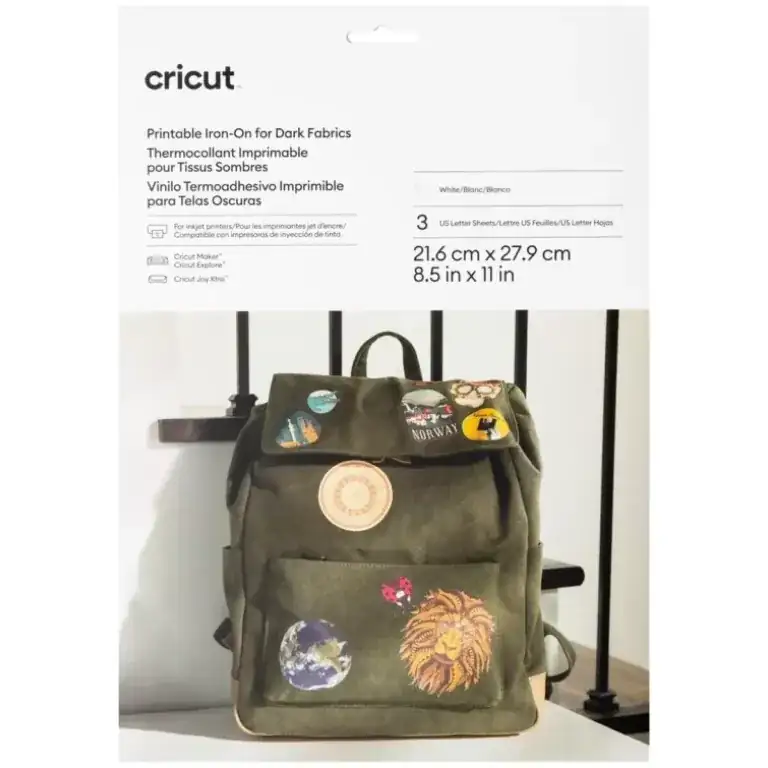 cricut
Printable Iron-On for Dark Fabrics
Thermocollant Imprimable
pour Tissus Sombres
Vinilo Termoadhesivo Imprimible
para Telas Oscuras
For inkjet printers/Pour les imprimantes jet d'encre/
Compatible con impresoras de inyección de tinta
Cricut Maker™
Cricut Explore™
Cricut Joy Xtra™
White/Blanc/Blanco
3 US Letter Sheets/Lettre US Feuilles/US Letter Hojas
21.6 cm x 27.9 cm
8.5 in x 11 in
NORWAY